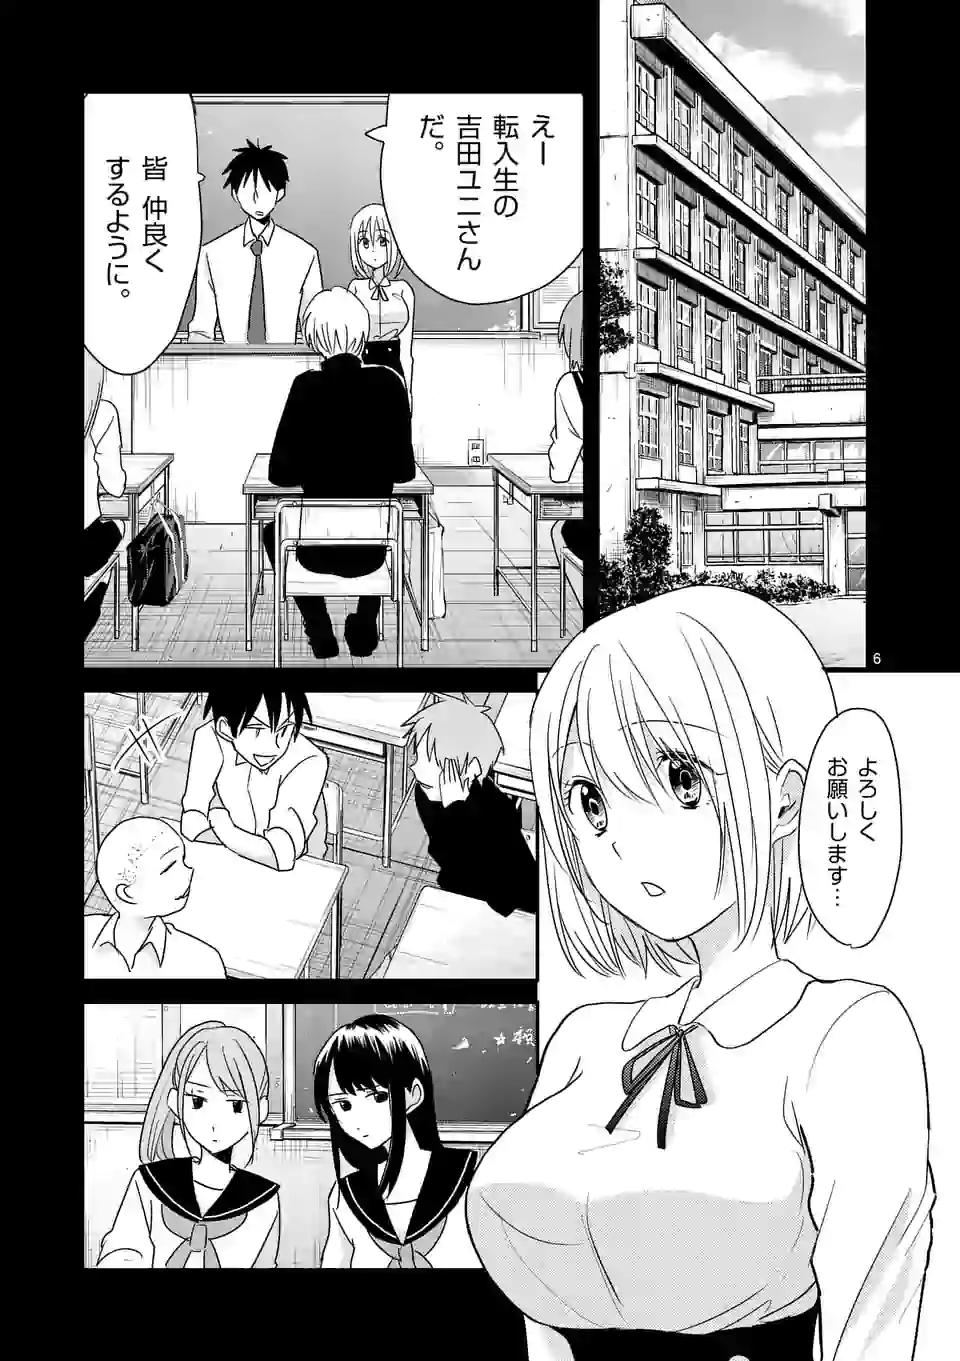 えー
転入生の
吉田ユニさん
だ。
皆 仲良く
するように。
6
よろしく
お願いします…